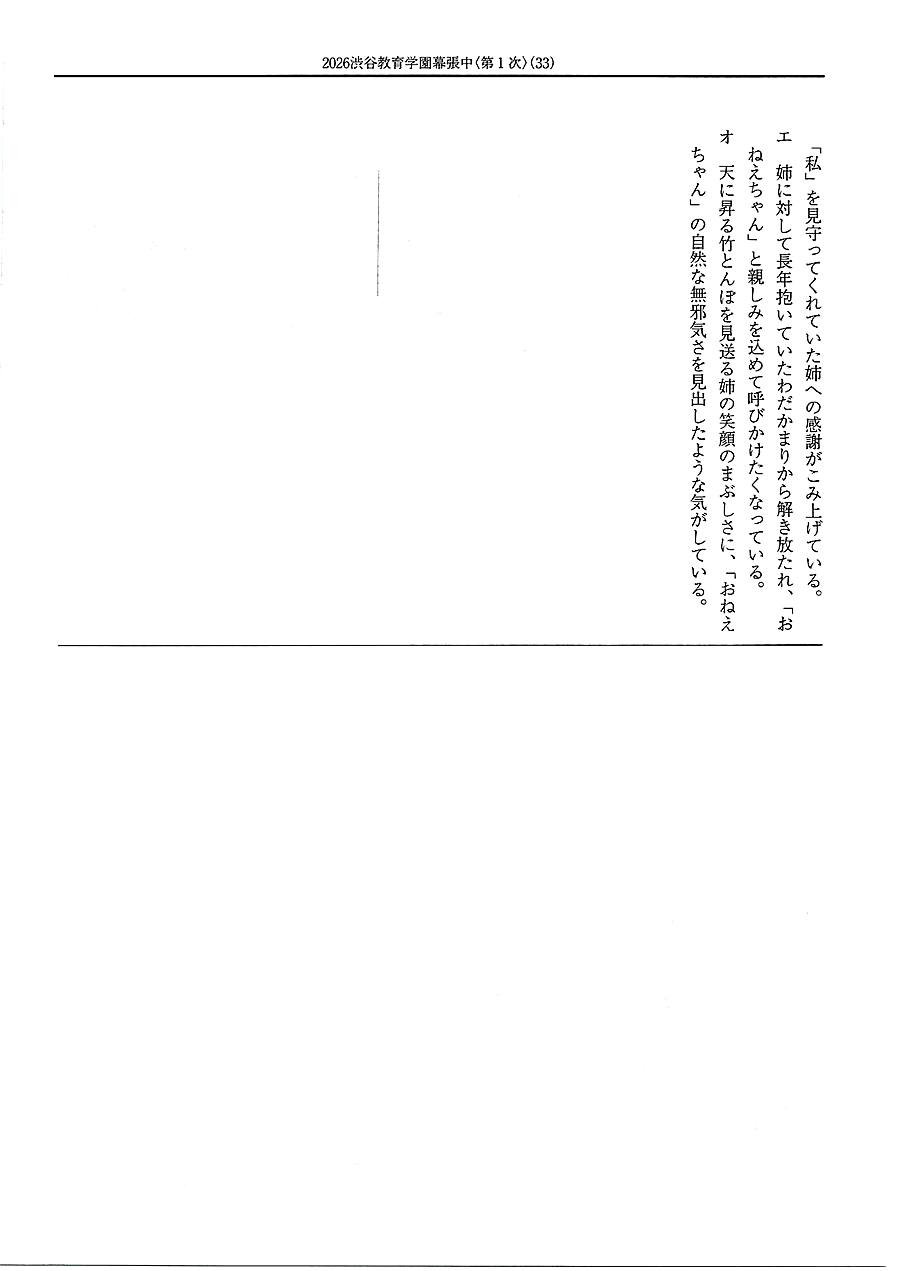 2026渋谷教育学園幕張中〈第1次〉(33)
「私」を見守ってくれていた姉への感謝がこみ上げている。
エ　姉に対して長年抱いていたわだかまりから解き放たれ、「お
ねえちゃん」と親しみを込めて呼びかけたくなっている。
オ　天に昇る竹とんぼを見送る姉の笑顔のまぶしさに、「おねえ
ちゃん」の自然な無邪気さを見出したような気がしている。